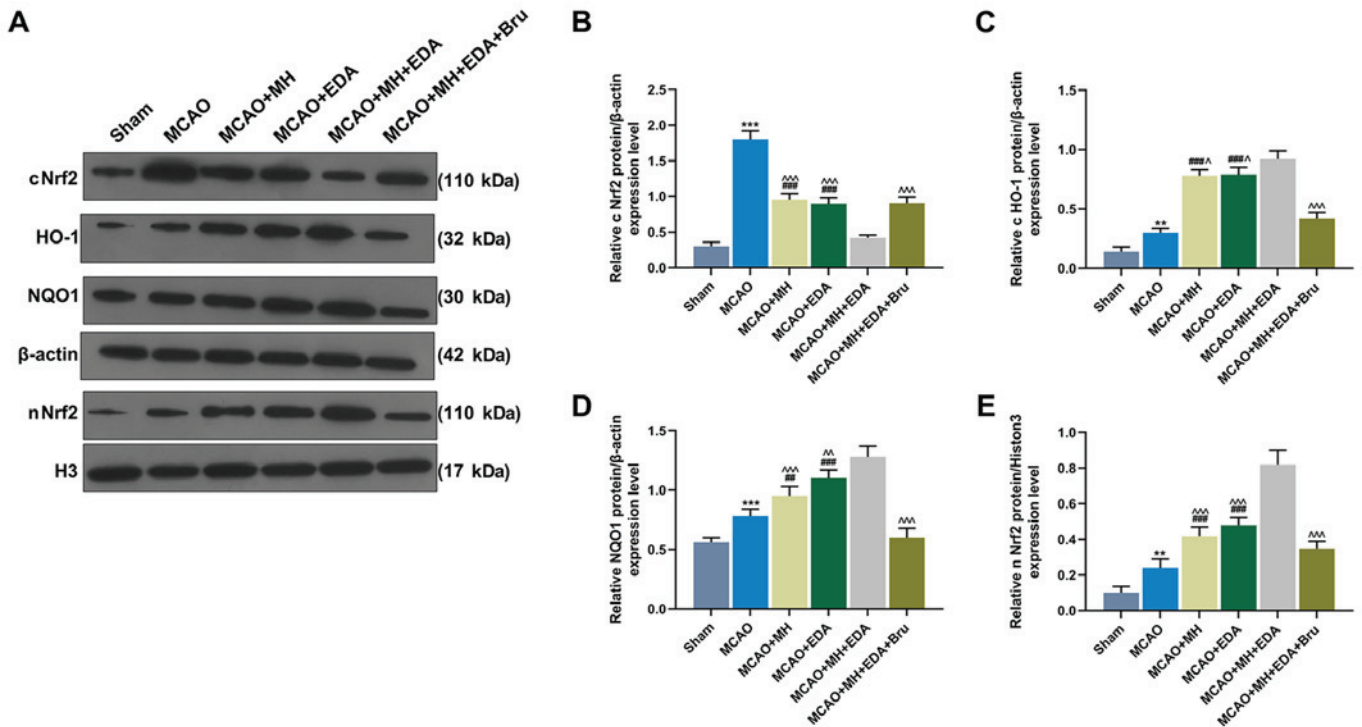 A
Sham
MCAO
MCAO+MH
MCAO+EDA
MCAO+MH+EDA
MCAO+MH+EDA+Bru
cNrf2
(110 kDa)
HO-1
(32 kDa)
NQO1
(30 kDa)
β-actin
(42 kDa)
nNrf2
(110 kDa)
H3
(17 kDa)
B
Relative c Nrf2 protein/β-actin
expression level
2.5
2.0
1.5
1.0
0.5
0.0
***
^^^
###
^^^
###
^^^
Sham
MCAO
MCAO+MH
MCAO+EDA
MCAO+MH+EDA
MCAO+MH+EDA+Bru
C
Relative c HO-1 protein/β-actin
expression level
1.5
1.0
0.5
0.0
**
###^
###^
^^^
Sham
MCAO
MCAO+MH
MCAO+EDA
MCAO+MH+EDA
MCAO+MH+EDA+Bru
D
Relative NQO1 protein/β-actin
expression level
1.5
1.0
0.5
0.0
***
^^^
##
^^
###
^^^
Sham
MCAO
MCAO+MH
MCAO+EDA
MCAO+MH+EDA
MCAO+MH+EDA+Bru
E
Relative n Nrf2 protein/Histon3
expression level
1.0
0.8
0.6
0.4
0.2
0.0
**
^^^
###
^^^
###
^^^
Sham
MCAO
MCAO+MH
MCAO+EDA
MCAO+MH+EDA
MCAO+MH+EDA+Bru